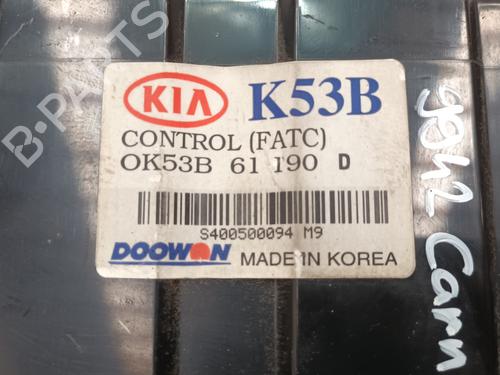 B-PARTS
KIA K53B
CONTROL (FATC)
OK53B 61 190 D
S400500094 M9
DOOWON MADE IN KOREA
Carn